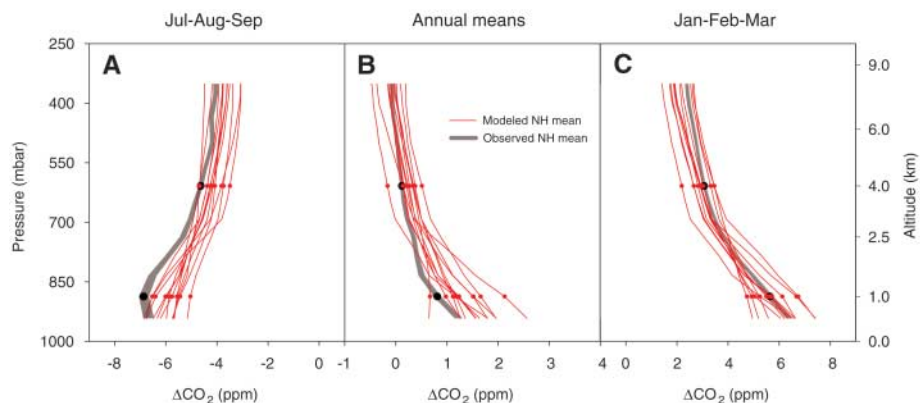 Jul-Aug-Sep Annual means Jan-Feb-Mar
A B C
Modeled NH mean
Observed NH mean
Pressure (mbar)
250
400
550
700
850
1000
Altitude (km)
9.0
6.0
4.0
2.5
1.0
0.0
-8 -6 -4 -2 0 1 0 1 2 3 4 0 2 4 6 8
ΔCO2 (ppm) ΔCO2 (ppm) ΔCO2 (ppm)